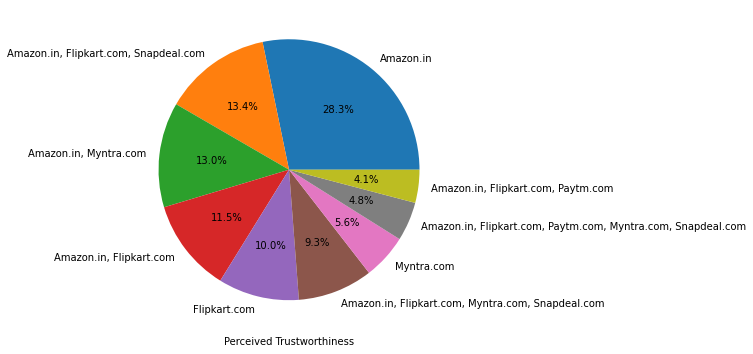 Amazon.in
28.3%
Amazon.in, Flipkart.com, Snapdeal.com
13.4%
Amazon.in, Myntra.com
13.0%
Amazon.in, Flipkart.com
11.5%
Flipkart.com
10.0%
Amazon.in, Flipkart.com, Myntra.com, Snapdeal.com
9.3%
Myntra.com
5.6%
Amazon.in, Flipkart.com, Paytm.com, Myntra.com, Snapdeal.com
4.8%
Amazon.in, Flipkart.com, Paytm.com
4.1%
Perceived Trustworthiness